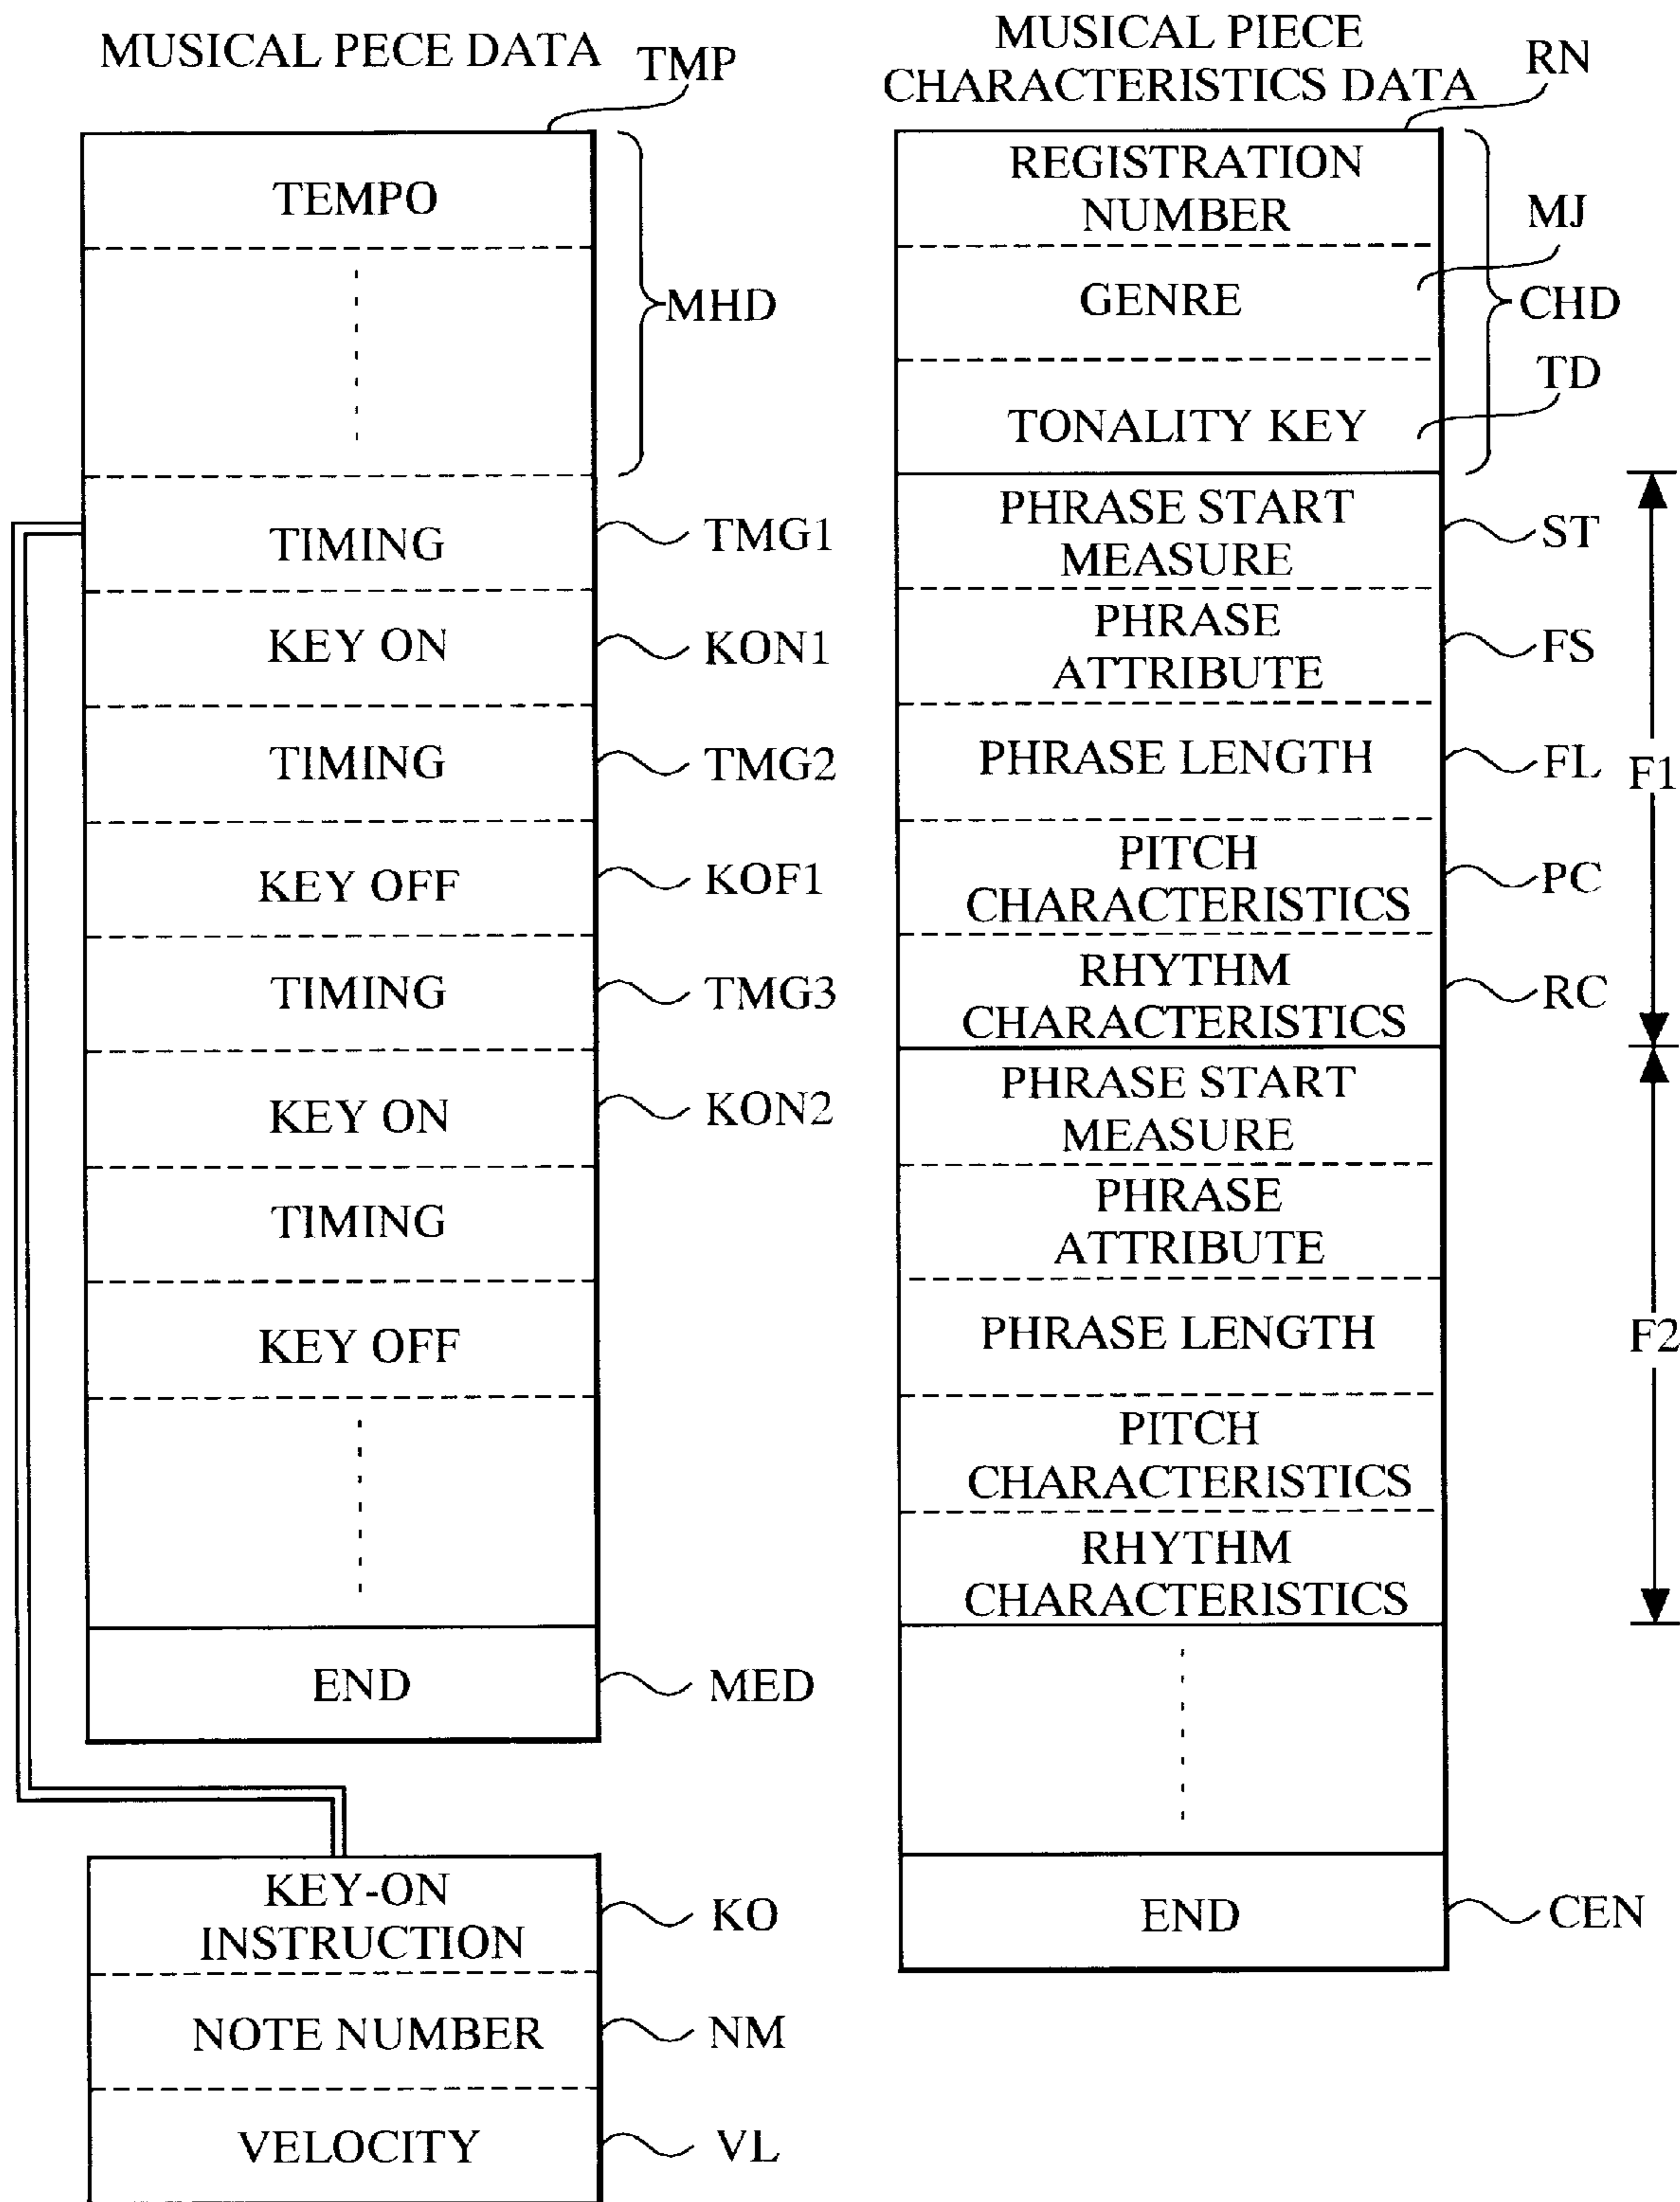 MUSICAL PECE DATA
TMP
TEMPO
MHD
TIMING
TMG1
KEY ON
KON1
TIMING
TMG2
KEY OFF
KOF1
TIMING
TMG3
KEY ON
KON2
TIMING
KEY OFF
END
MED
KEY-ON
INSTRUCTION
KO
NOTE NUMBER
NM
VELOCITY
VL
MUSICAL PIECE
CHARACTERISTICS DATA
RN
REGISTRATION
NUMBER
MJ
GENRE
CHD
TD
TONALITY KEY
PHRASE START
MEASURE
ST
PHRASE
ATTRIBUTE
FS
PHRASE LENGTH
FL
F1
PITCH
CHARACTERISTICS
PC
RHYTHM
CHARACTERISTICS
RC
PHRASE START
MEASURE
PHRASE
ATTRIBUTE
PHRASE LENGTH
F2
PITCH
CHARACTERISTICS
RHYTHM
CHARACTERISTICS
END
CEN